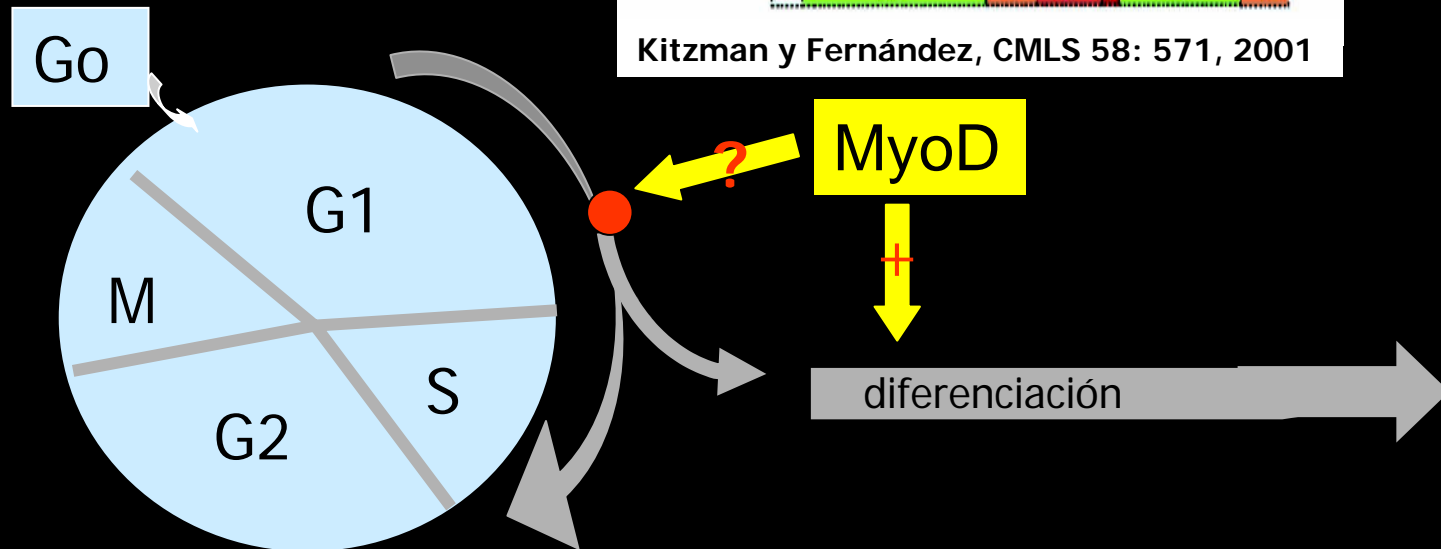 Kitzman y Fernández, CMLS 58: 571, 2001
Go
MyoD
?
G1
+
M
S
diferenciación
G2